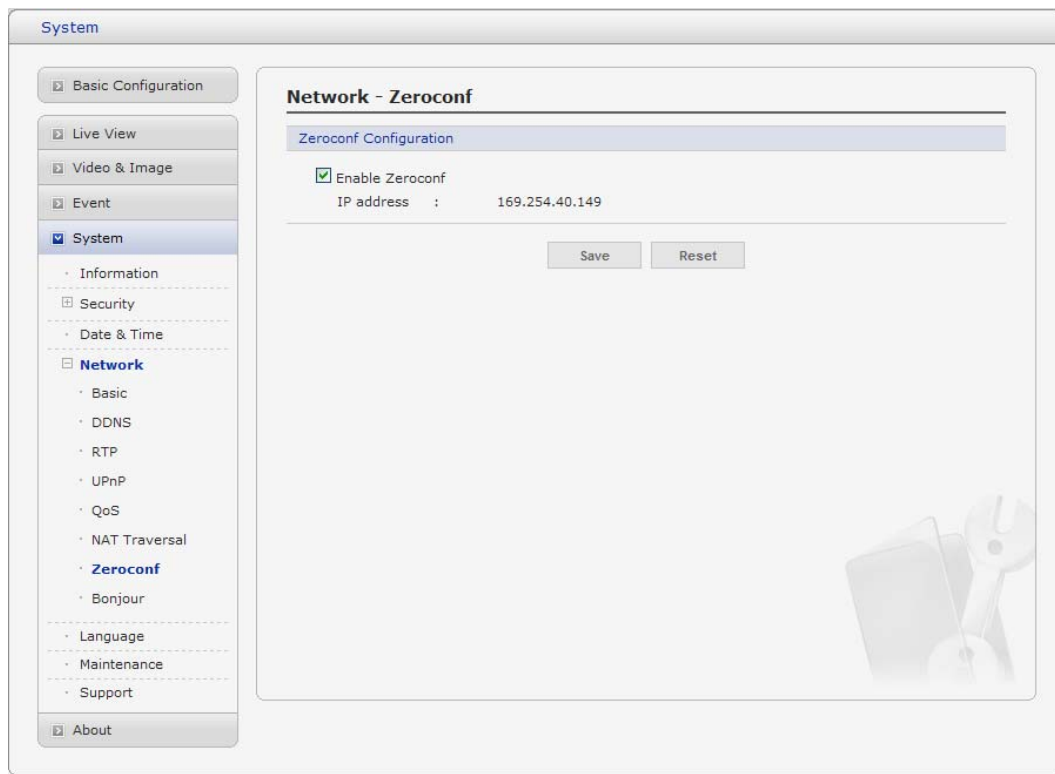 System
Basic Configuration
Live View
Video & Image
Event
System
Information
Security
Date & Time
Network
Basic
DDNS
RTP
UPnP
QoS
NAT Traversal
Zeroconf
Bonjour
Language
Maintenance
Support
About
Network - Zeroconf
Zeroconf Configuration
Enable Zeroconf
IP address : 169.254.40.149
Save Reset